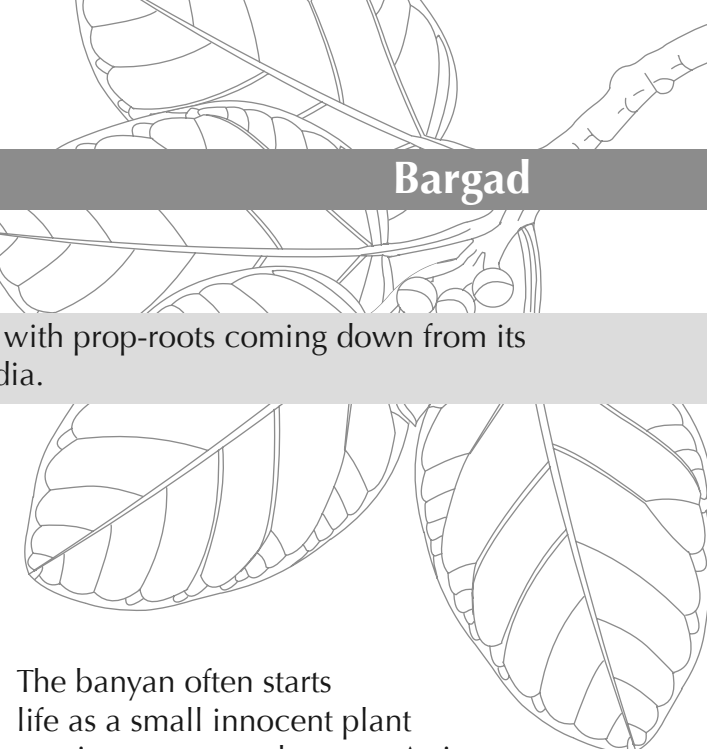 Bargad
with prop-roots coming down from its
dia.
The banyan often starts
life as a small innocent plant